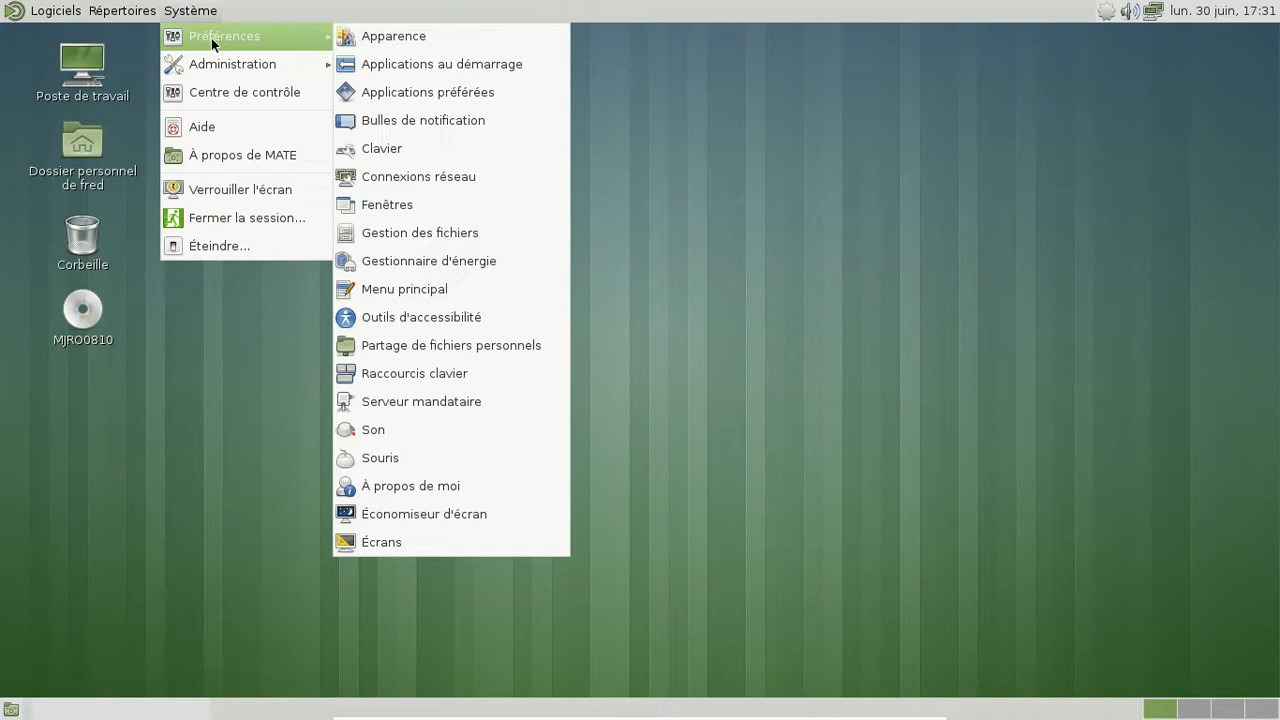 Logiciels Répertoires Système
lun. 30 juin, 17:31
Poste de travail
Dossier personnel
de fred
Corbeille
MJRO0810
Préférences
Administration
Centre de contrôle
Aide
À propos de MATE
Verrouiller l'écran
Fermer la session...
Éteindre...
Apparence
Applications au démarrage
Applications préférées
Bulles de notification
Clavier
Connexions réseau
Fenêtres
Gestion des fichiers
Gestionnaire d'énergie
Menu principal
Outils d'accessibilité
Partage de fichiers personnels
Raccourcis clavier
Serveur mandataire
Son
Souris
À propos de moi
Économiseur d'écran
Écrans